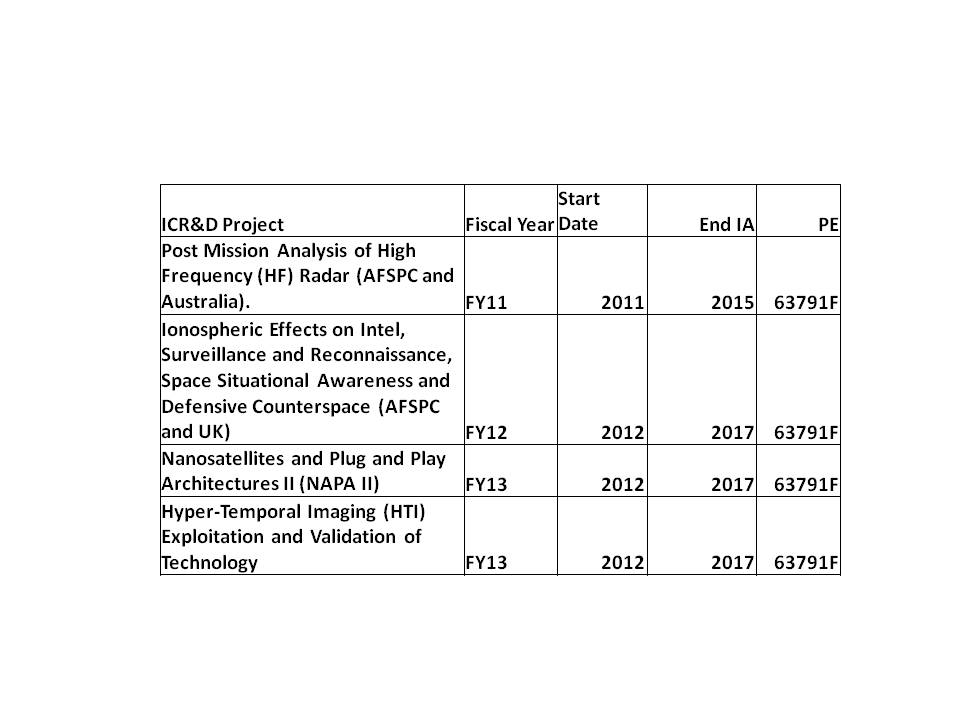 ICR&D Project Fiscal Year Start Date End IA PE
Post Mission Analysis of High
Frequency (HF) Radar (AFSPC and
Australia). FY11 2011 2015 63791F
Ionospheric Effects on Intel,
Surveillance and Reconnaissance,
Space Situational Awareness and
Defensive Counterspace (AFSPC
and UK) FY12 2012 2017 63791F
Nanosatellites and Plug and Play
Architectures II (NAPA II) FY13 2012 2017 63791F
Hyper-Temporal Imaging (HTI)
Exploitation and Validation of
Technology FY13 2012 2017 63791F